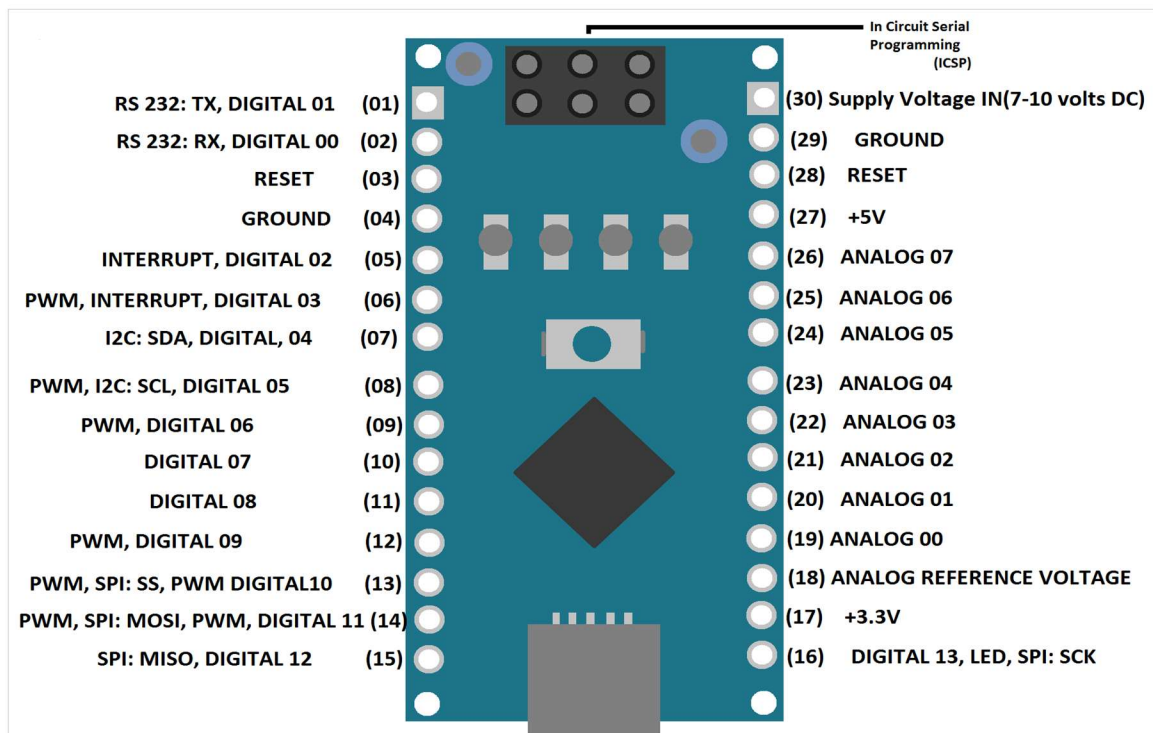 In Circuit Serial
Programming
(ICSP)
RS 232: TX, DIGITAL 01 (01)
RS 232: RX, DIGITAL 00 (02)
RESET (03)
GROUND (04)
INTERRUPT, DIGITAL 02 (05)
PWM, INTERRUPT, DIGITAL 03 (06)
I2C: SDA, DIGITAL, 04 (07)
PWM, I2C: SCL, DIGITAL 05 (08)
PWM, DIGITAL 06 (09)
DIGITAL 07 (10)
DIGITAL 08 (11)
PWM, DIGITAL 09 (12)
PWM, SPI: SS, PWM DIGITAL10 (13)
PWM, SPI: MOSI, PWM, DIGITAL 11 (14)
SPI: MISO, DIGITAL 12 (15)
(30) Supply Voltage IN(7-10 volts DC)
(29) GROUND
(28) RESET
(27) +5V
(26) ANALOG 07
(25) ANALOG 06
(24) ANALOG 05
(23) ANALOG 04
(22) ANALOG 03
(21) ANALOG 02
(20) ANALOG 01
(19) ANALOG 00
(18) ANALOG REFERENCE VOLTAGE
(17) +3.3V
(16) DIGITAL 13, LED, SPI: SCK